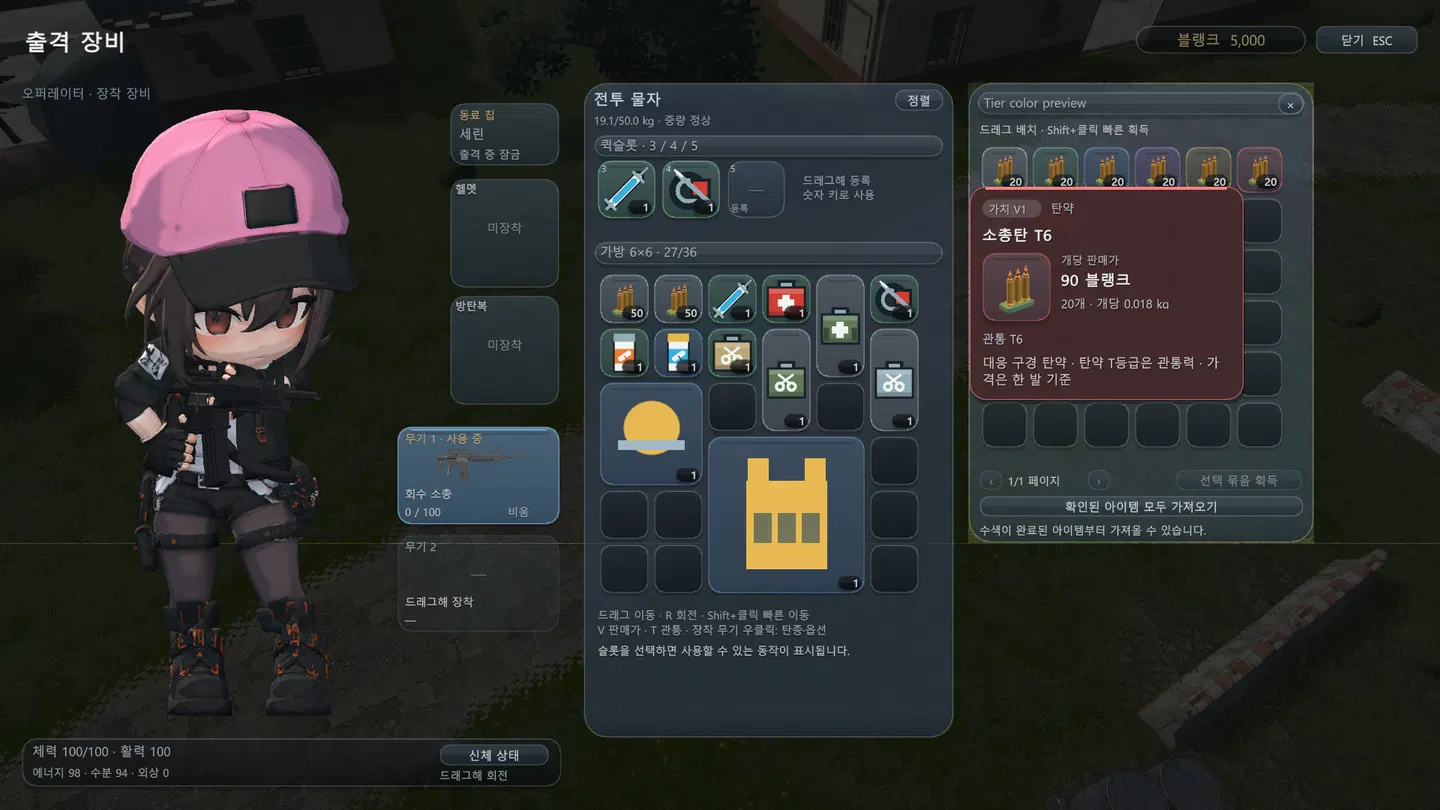 출격 장비
블랭크 5,000
닫기 ESC
오퍼레이터 · 장착 장비
동료 칩
세린
출격 중 잠금
헬멧
미장착
방탄복
미장착
무기 1 · 사용 중
회수 소총
0 / 100 비움
무기 2
—
드래그해 장착
—
체력 100/100 · 활력 100
에너지 98 · 수분 94 · 외상 0
신체 상태
드래그해 회전
전투 물자
정렬
19.1/50.0 kg · 중량 정상
퀵슬롯 · 3 / 4 / 5
3
1
4
1
5
—
등록
드래그해 등록
숫자 키로 사용
가방 6×6 · 27/36
50
50
1
1
1
1
1
1
1
1
1
1
1
드래그 이동 · R 회전 · Shift+클릭 빠른 이동
V 판매가 · T 관통 · 장착 무기 우클릭: 탄종·옵션
슬롯을 선택하면 사용할 수 있는 동작이 표시됩니다.
Tier color preview
×
드래그 배치 · Shift+클릭 빠른 획득
20
20
20
20
20
20
가치 V1 탄약
소총탄 T6
개당 판매가
90 블랭크
20개 · 개당 0.018 kg
관통 T6
대응 구경 탄약 · 탄약 T등급은 관통력 · 가
격은 한 발 기준
‹ 1/1 페이지 ›
선택 묶음 획득
확인된 아이템 모두 가져오기
수색이 완료된 아이템부터 가져올 수 있습니다.